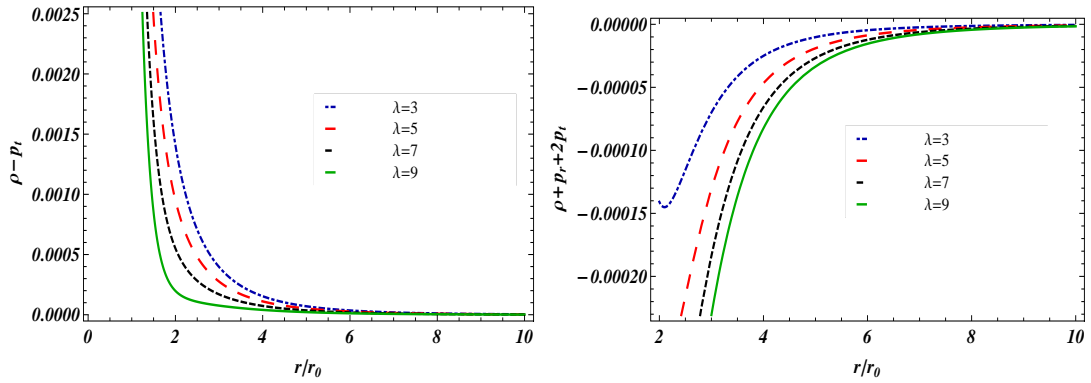 0.0025
0.0020
0.0015
0.0010
0.0005
0.0000
ρ−p_t
λ=3
λ=5
λ=7
λ=9
0 2 4 6 8 10
r/r_0
0.00000
−0.00005
−0.00010
−0.00015
−0.00020
ρ+p_r+2p_t
λ=3
λ=5
λ=7
λ=9
2 4 6 8 10
r/r_0